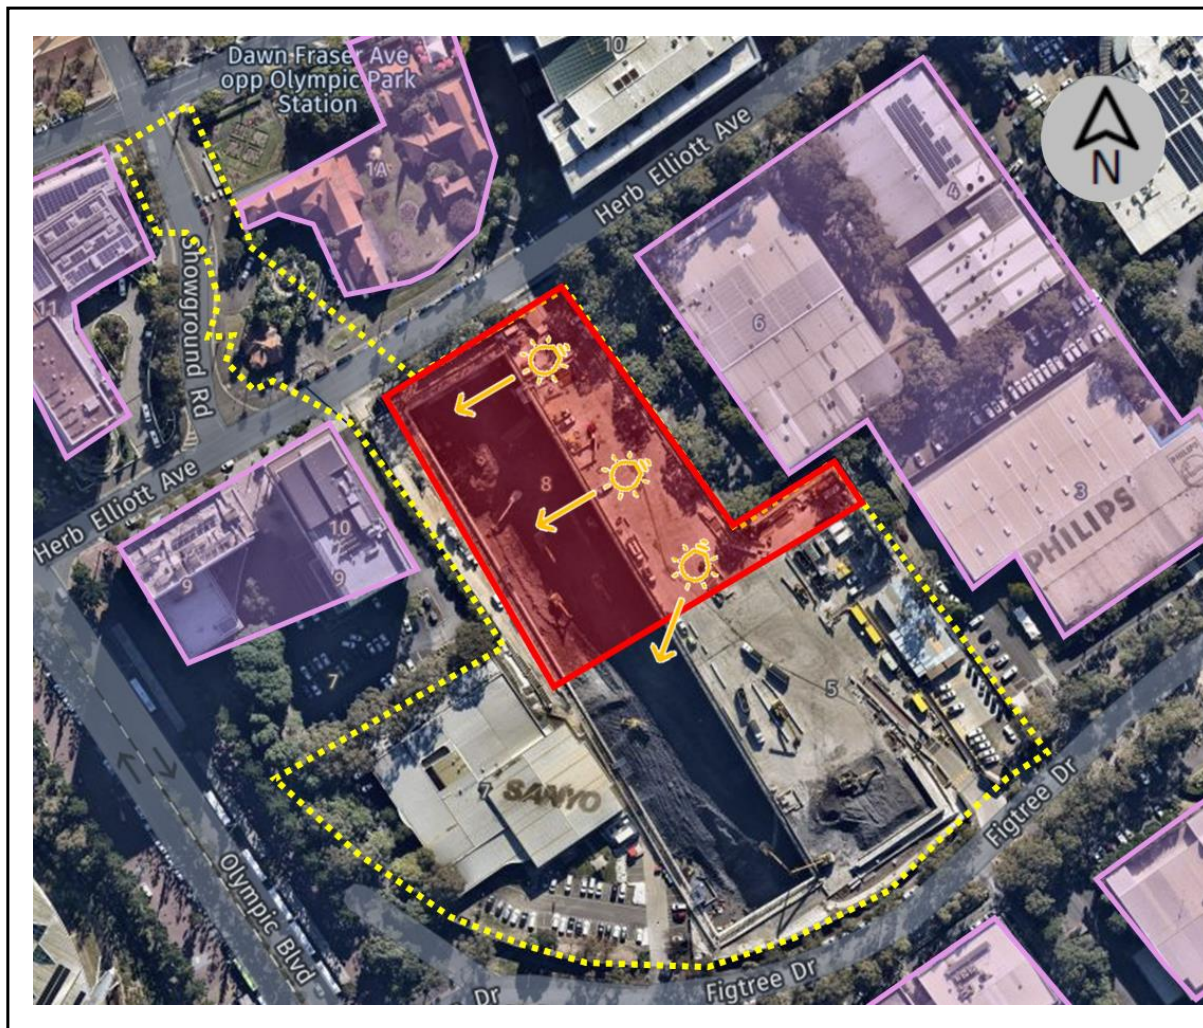 Dawn Fraser Ave
opp Olympic Park
Station
10
2
1A
N
4
Herb Elliott Ave
Showground Rd
6
8
3
PHILIPS
Herb Elliott Ave
10
9
9
7
5
7
SANYO
Olympic Blvd
Figtree Dr
Figtree Dr
Dr